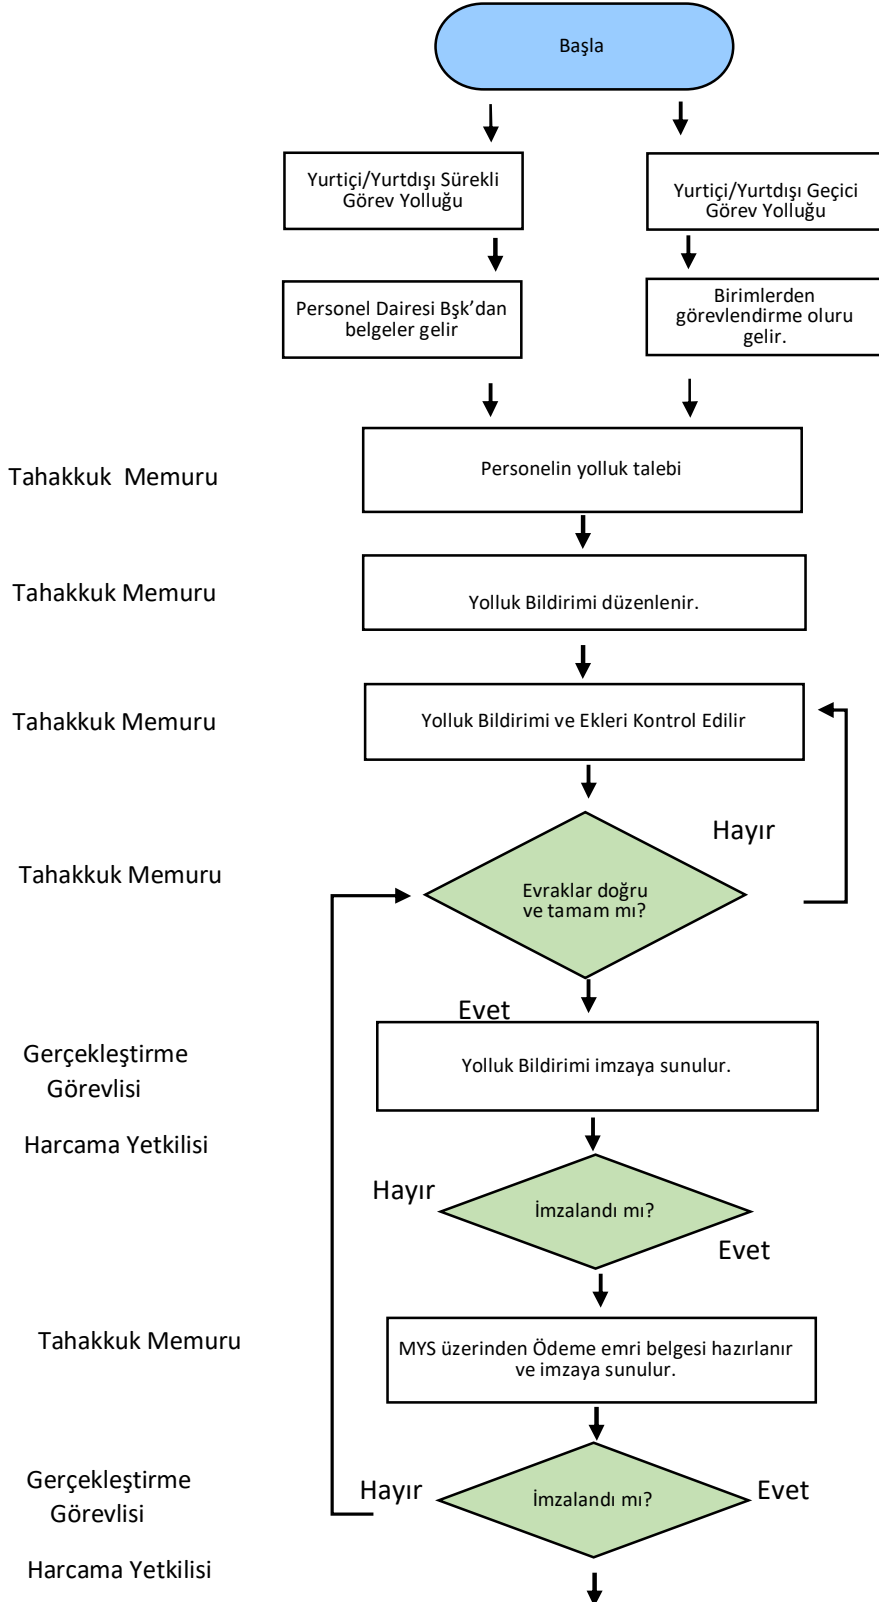 Başla
Yurtiçi/Yurtdışı Sürekli
Görev Yolluğu
Yurtiçi/Yurtdışı Geçici
Görev Yolluğu
Personel Dairesi Bşk’dan
belgeler gelir
Birimlerden
görevlendirme oluru
gelir.
Tahakkuk Memuru
Personelin yolluk talebi
Tahakkuk Memuru
Yolluk Bildirimi düzenlenir.
Tahakkuk Memuru
Yolluk Bildirimi ve Ekleri Kontrol Edilir
Hayır
Tahakkuk Memuru
Evraklar doğru
ve tamam mı?
Evet
Gerçekleştirme
Görevlisi
Yolluk Bildirimi imzaya sunulur.
Harcama Yetkilisi
Hayır
İmzalandı mı?
Evet
Tahakkuk Memuru
MYS üzerinden Ödeme emri belgesi hazırlanır
ve imzaya sunulur.
Gerçekleştirme
Görevlisi
Hayır
İmzalandı mı?
Evet
Harcama Yetkilisi